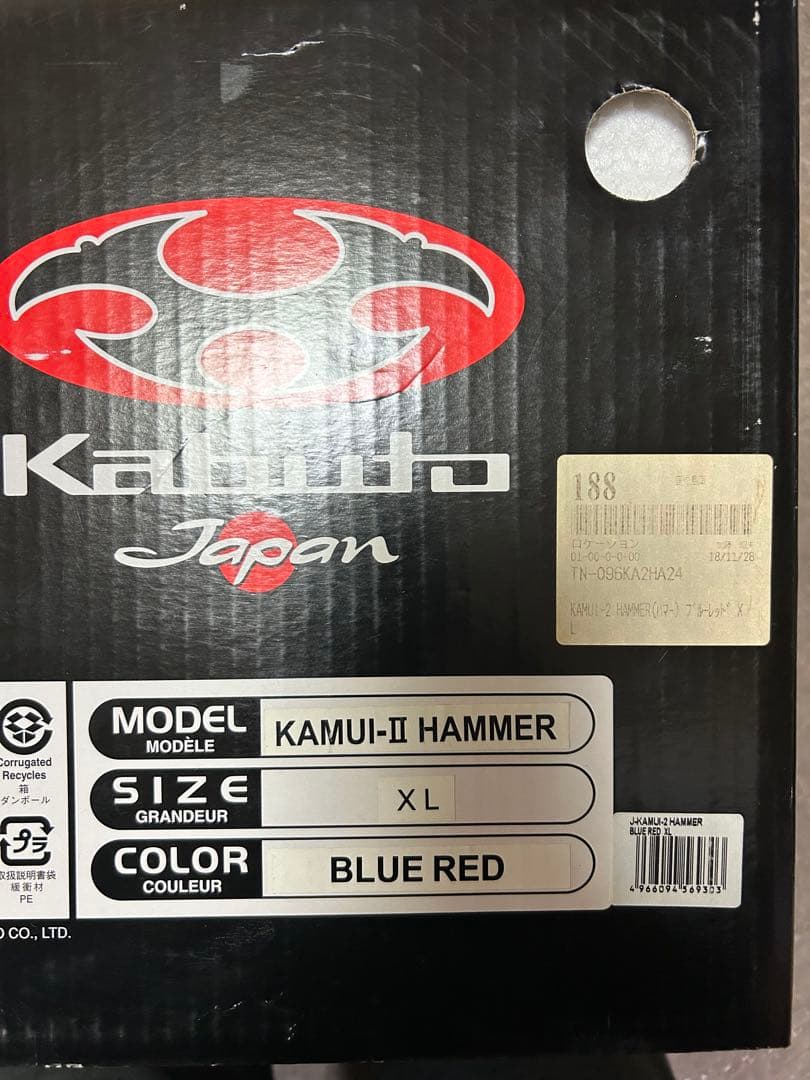 Kabuto
Japan
188
ロケーション
01-00-0-0-00
18/11/28
TN-096KA2HA24
KAMUI-2 HAMMER(ハマー) ブルーレッド X
L
Corrugated
Recycles
箱
ダンボール
プラ
取扱説明書袋
緩衝材
PE
MODEL
MODÈLE
KAMUI-II HAMMER
SIZE
GRANDEUR
XL
COLOR
COULEUR
BLUE RED
J-KAMUI-2 HAMMER
BLUE RED XL
4966094569303
CO., LTD.